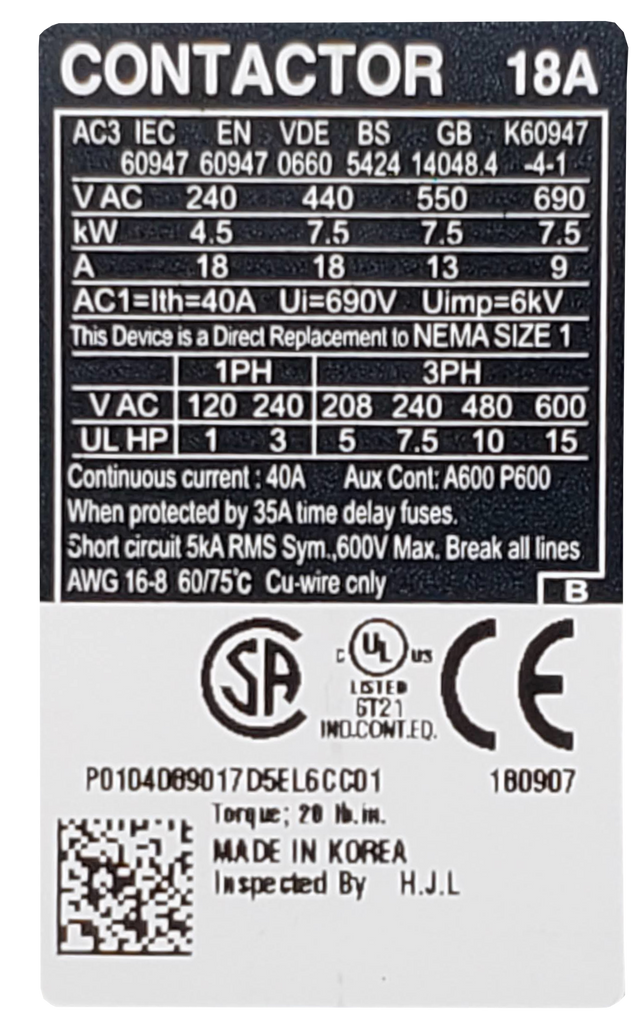 CONTACTOR 18A
AC3 IEC EN VDE BS GB K60947
60947 60947 0660 5424 14048.4 -4-1
V AC 240 440 550 690
kW 4.5 7.5 7.5 7.5
A 18 18 13 9
AC1=Ith=40A Ui=690V Uimp=6kV
This Device is a Direct Replacement to NEMA SIZE 1
1PH 3PH
V AC 120 240 208 240 480 600
UL HP 1 3 5 7.5 10 15
Continuous current : 40A Aux Cont: A600 P600
When protected by 35A time delay fuses.
Short circuit 5kA RMS Sym.,600V Max. Break all lines
AWG 16-8 60/75°C Cu-wire only
B
SA C UL US CE
LISTED
6T21
IND.CONT.EQ.
P0104089017D5EL6CC01 180907
Torque; 20 lb.in.
MADE IN KOREA
Inspected By H.J.L